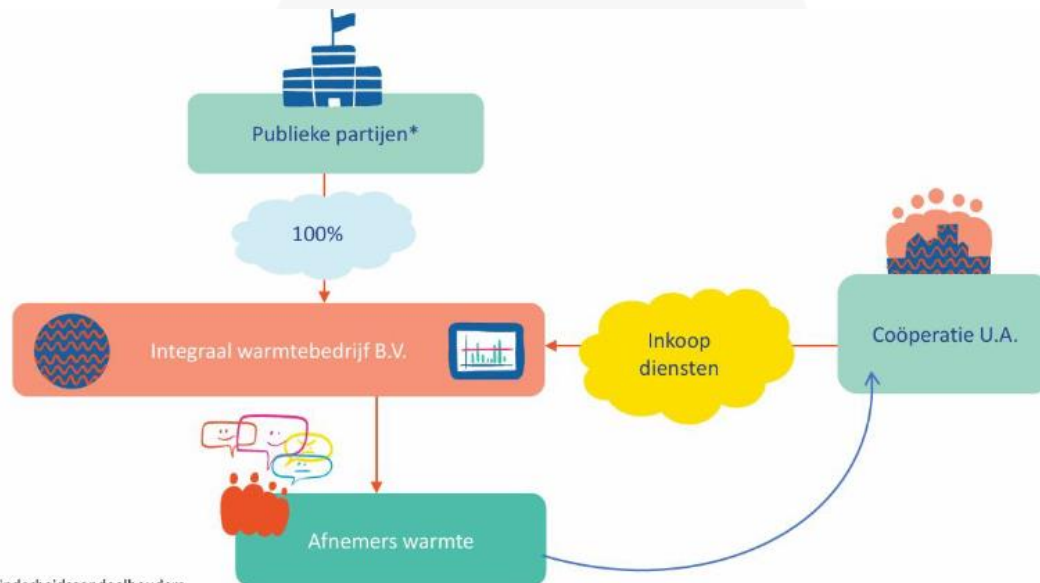 Publieke partijen*
100%
Integraal warmtebedrijf B.V.
Inkoop
diensten
Coöperatie U.A.
Afnemers warmte